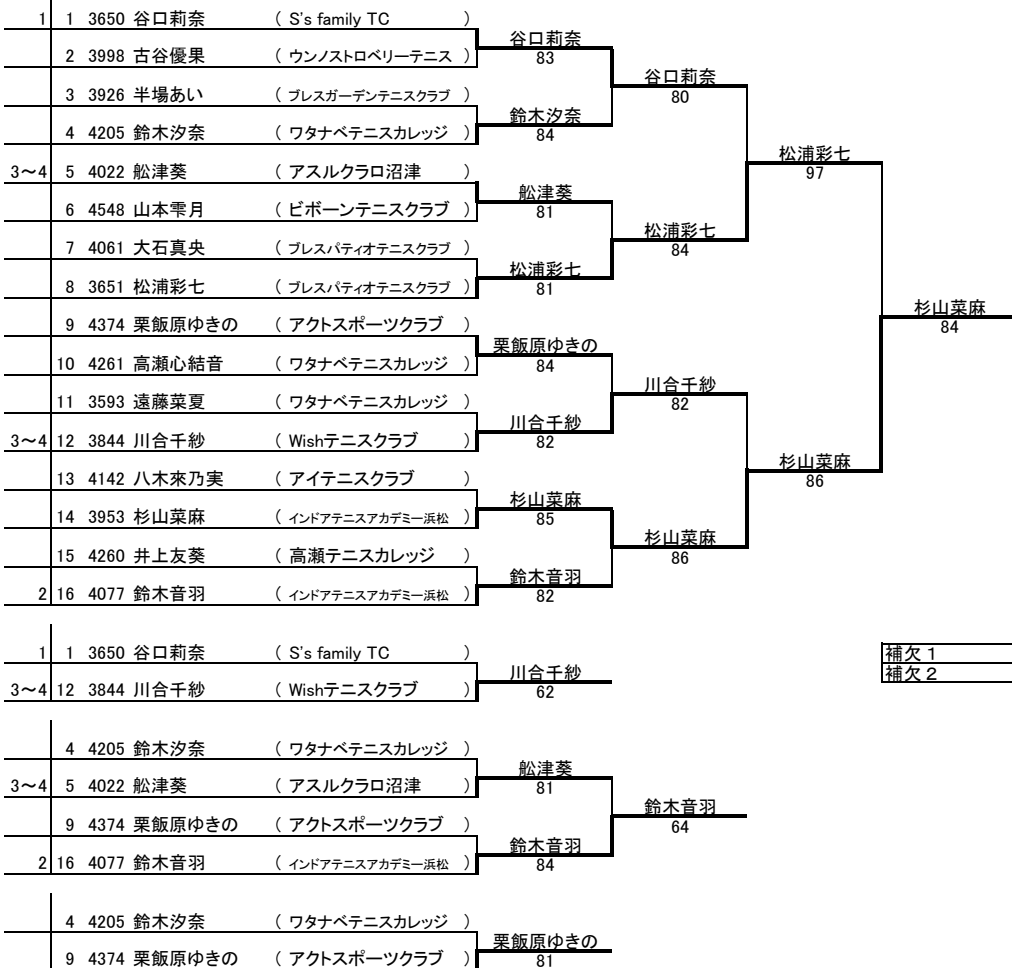 1 1 3650 谷口莉奈 ( S's family TC )
谷口莉奈
2 3998 古谷優果 ( ウンノストロベリーテニス )
83
谷口莉奈
3 3926 半場あい ( ブレスガーデンテニスクラブ )
80
鈴木汐奈
4 4205 鈴木汐奈 ( ワタナベテニスカレッジ )
84
松浦彩七
3～4 5 4022 舩津葵 ( アスルクラロ沼津 )
97
舩津葵
6 4548 山本雫月 ( ビボーンテニスクラブ )
81
松浦彩七
7 4061 大石真央 ( ブレスパティオテニスクラブ )
84
松浦彩七
8 3651 松浦彩七 ( ブレスパティオテニスクラブ )
81
杉山菜麻
9 4374 栗飯原ゆきの ( アクトスポーツクラブ )
84
栗飯原ゆきの
10 4261 高瀬心結音 ( ワタナベテニスカレッジ )
84
川合千紗
11 3593 遠藤菜夏 ( ワタナベテニスカレッジ )
82
川合千紗
3～4 12 3844 川合千紗 ( Wishテニスクラブ )
82
杉山菜麻
13 4142 八木來乃実 ( アイテニスクラブ )
86
杉山菜麻
14 3953 杉山菜麻 ( インドアテニスアカデミー浜松 )
85
杉山菜麻
15 4260 井上友葵 ( 高瀬テニスカレッジ )
86
鈴木音羽
2 16 4077 鈴木音羽 ( インドアテニスアカデミー浜松 )
82
1 1 3650 谷口莉奈 ( S's family TC )
補欠1
川合千紗
補欠2
3～4 12 3844 川合千紗 ( Wishテニスクラブ )
62
4 4205 鈴木汐奈 ( ワタナベテニスカレッジ )
舩津葵
3～4 5 4022 舩津葵 ( アスルクラロ沼津 )
81
鈴木音羽
9 4374 栗飯原ゆきの ( アクトスポーツクラブ )
64
鈴木音羽
2 16 4077 鈴木音羽 ( インドアテニスアカデミー浜松 )
84
4 4205 鈴木汐奈 ( ワタナベテニスカレッジ )
栗飯原ゆきの
9 4374 栗飯原ゆきの ( アクトスポーツクラブ )
81